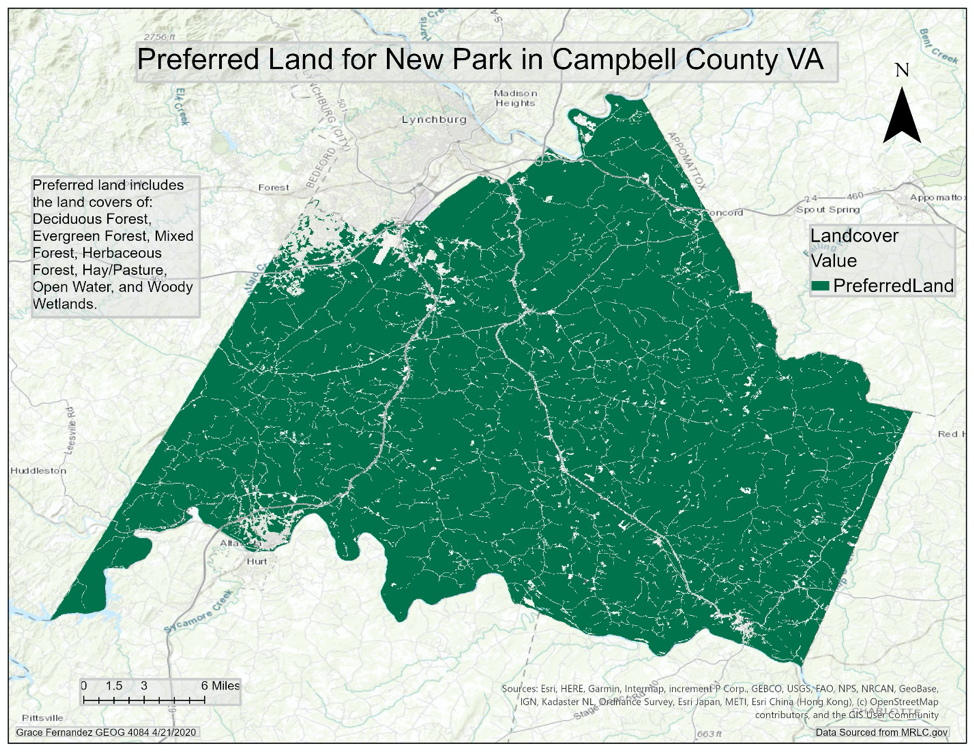 2756 ft
Bent Creek
Preferred Land for New Park in Campbell County VA
N
Elk Creek
501
LYNCHBURG (CITY)
BEDFORD
Madison
Heights
Lynchburg
APPOMATTOX
Forest
Preferred land includes
the land covers of:
Deciduous Forest,
Evergreen Forest, Mixed
Forest, Herbaceous
Forest, Hay/Pasture,
Open Water, and Woody
Wetlands.
24
460
Appomattox
Spout Spring
oncord
Landcover
Value
PreferredLand
Leesville Rd
Huddleston
Red H
Alta
Hurt
Sycamore Creek
0 1.5 3 6 Miles
Pittsville
Sources: Esri, HERE, Garmin, Intermap, increment P Corp., GEBCO, USGS, FAO, NPS, NRCAN, GeoBase,
IGN, Kadaster NL, Ordnance Survey, Esri Japan, METI, Esri China (Hong Kong), (c) OpenStreetMap
contributors, and the GIS User Community
CHARLOTTE
663 ft
Grace Fernandez GEOG 4084 4/21/2020
Data Sourced from MRLC.gov